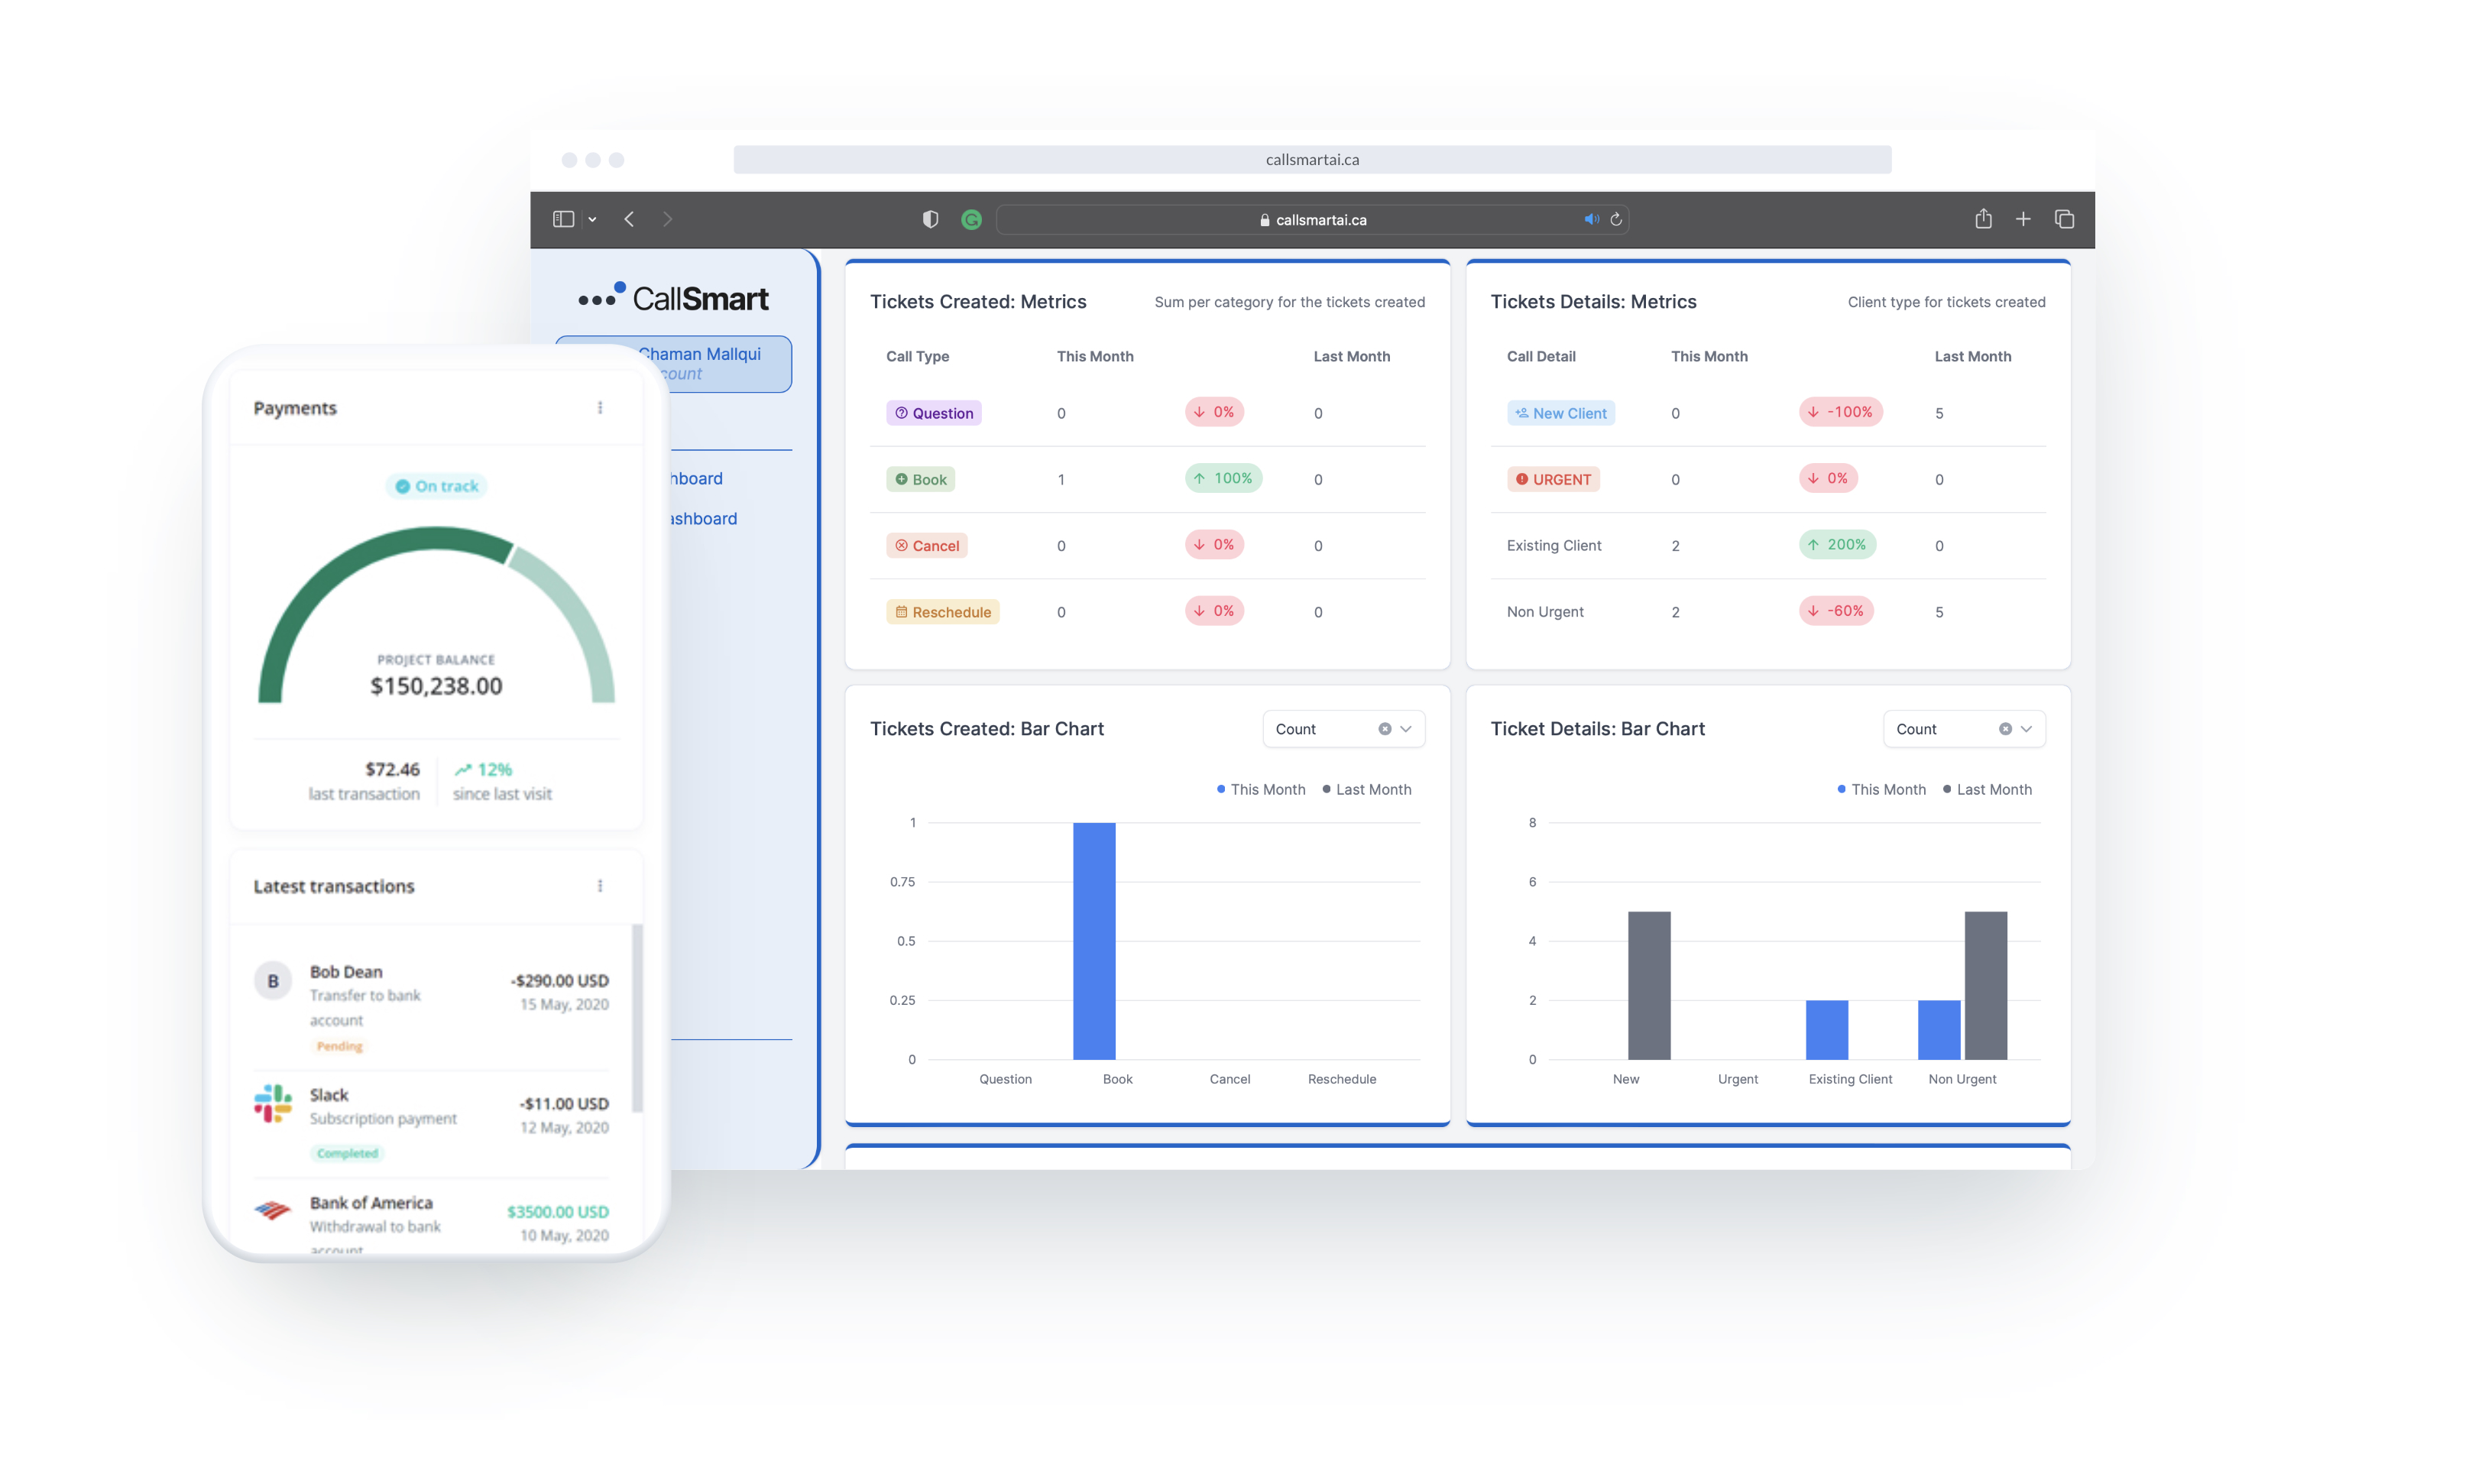 callsmartai.ca
callsmartai.ca
CallSmart
Chaman Mallqui
count
hboard
ashboard
Tickets Created: Metrics
Sum per category for the tickets created
Call Type This Month Last Month
Question 0 0% 0
Book 1 100% 0
Cancel 0 0% 0
Reschedule 0 0% 0
Tickets Details: Metrics
Client type for tickets created
Call Detail This Month Last Month
New Client 0 -100% 5
URGENT 0 0% 0
Existing Client 2 200% 0
Non Urgent 2 -60% 5
Tickets Created: Bar Chart
Count
This Month Last Month
1
0.75
0.5
0.25
0
Question Book Cancel Reschedule
Ticket Details: Bar Chart
Count
This Month Last Month
8
6
4
2
0
New Urgent Existing Client Non Urgent
Payments
On track
PROJECT BALANCE
$150,238.00
$72.46
last transaction
12%
since last visit
Latest transactions
B
Bob Dean
Transfer to bank
account
Pending
-$290.00 USD
15 May, 2020
Slack
Subscription payment
Completed
-$11.00 USD
12 May, 2020
Bank of America
Withdrawal to bank
account
$3500.00 USD
10 May, 2020